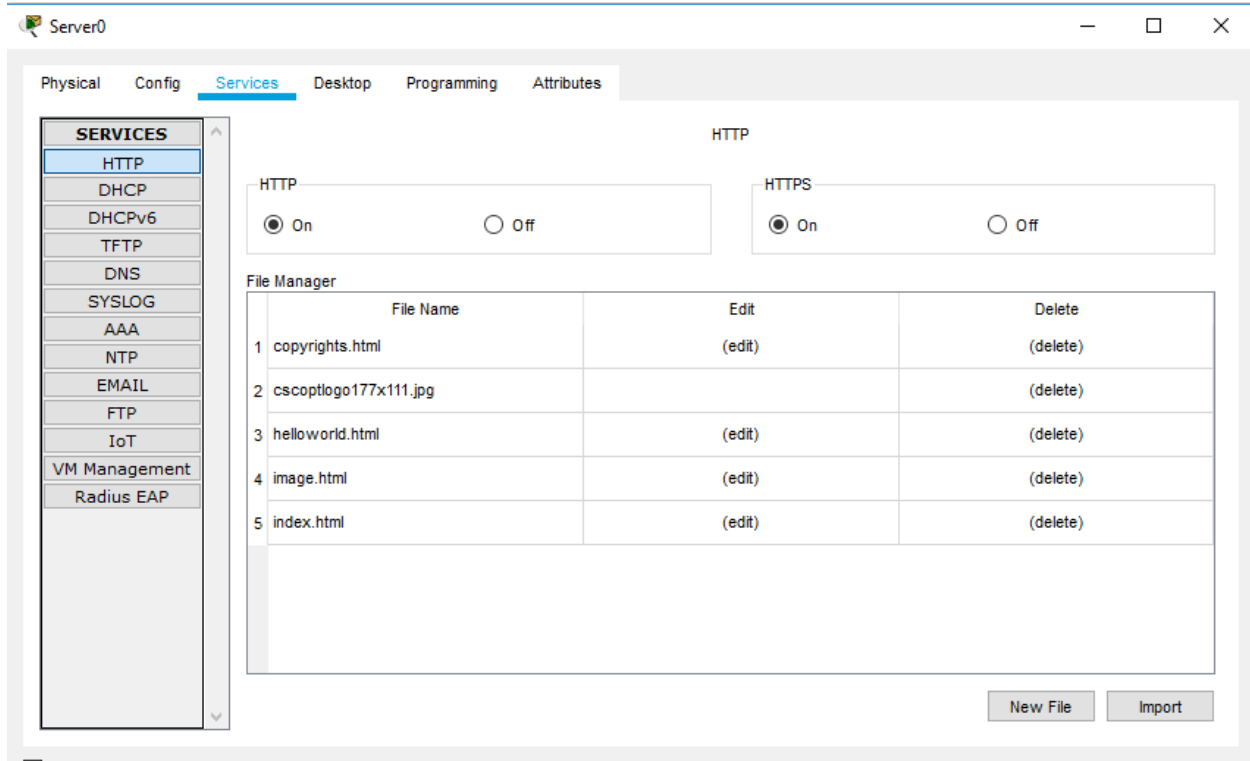 Server0
Physical Config Services Desktop Programming Attributes
SERVICES
HTTP
DHCP
DHCPv6
TFTP
DNS
SYSLOG
AAA
NTP
EMAIL
FTP
IoT
VM Management
Radius EAP
HTTP
HTTP
On Off
HTTPS
On Off
File Manager
File Name Edit Delete
1 copyrights.html (edit) (delete)
2 cscoptlogo177x111.jpg (delete)
3 helloworld.html (edit) (delete)
4 image.html (edit) (delete)
5 index.html (edit) (delete)
New File Import